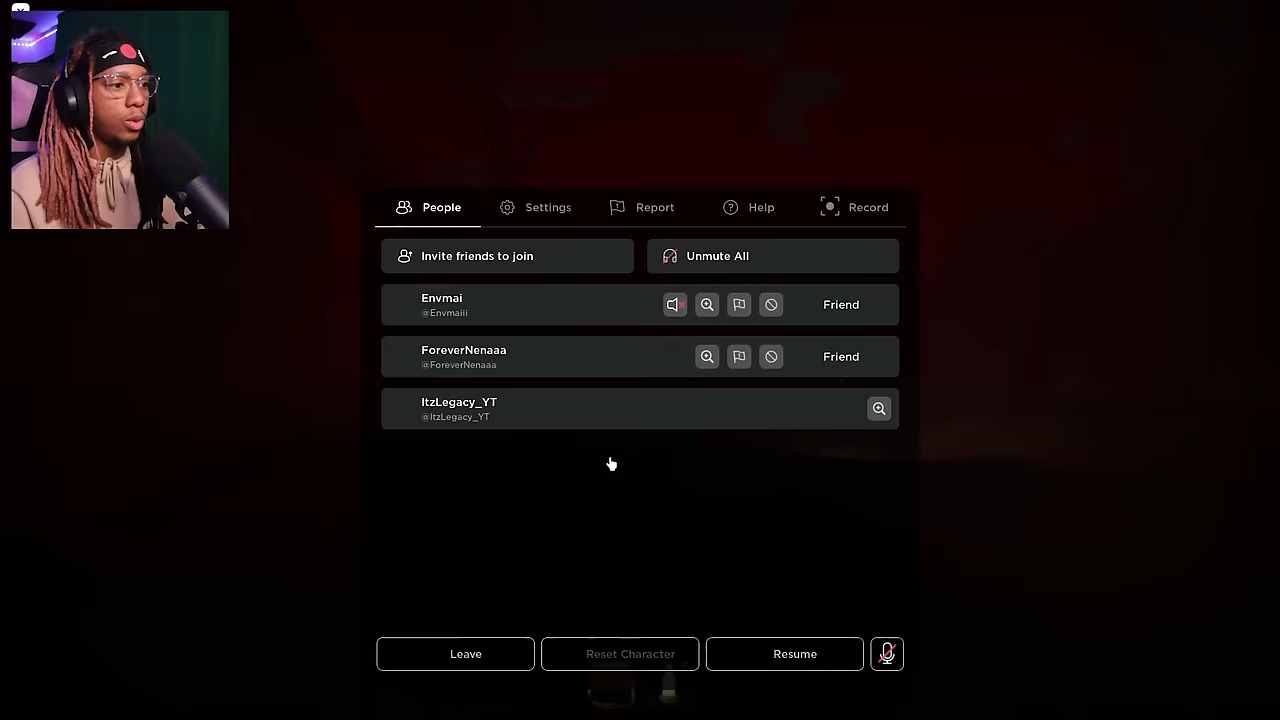 People Settings Report Help Record
Invite friends to join Unmute All
Envmai
@Envmaiii
Friend
ForeverNenaaa
@ForeverNenaaa
Friend
ItzLegacy_YT
@ItzLegacy_YT
Leave Reset Character Resume